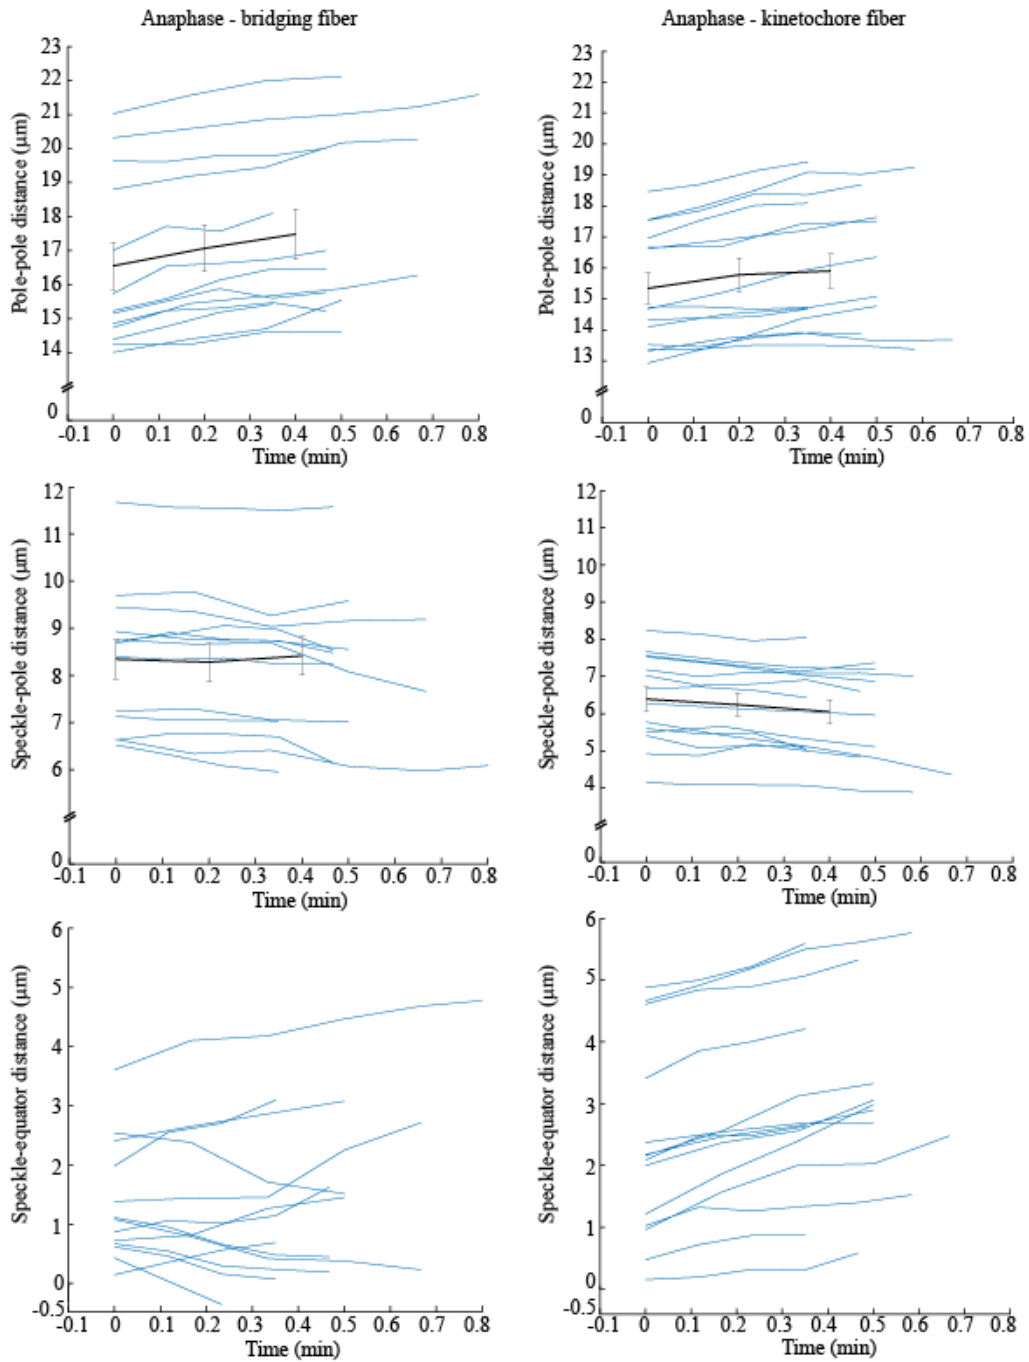 Anaphase - bridging fiber
Anaphase - kinetochore fiber
Pole-pole distance (μm)
23
22
21
20
19
18
17
16
15
14
0
-0.1 0 0.1 0.2 0.3 0.4 0.5 0.6 0.7 0.8
Time (min)
Pole-pole distance (μm)
23
22
21
20
19
18
17
16
15
14
13
0
-0.1 0 0.1 0.2 0.3 0.4 0.5 0.6 0.7 0.8
Time (min)
Speckle-pole distance (μm)
12
11
10
9
8
7
6
0
-0.1 0 0.1 0.2 0.3 0.4 0.5 0.6 0.7 0.8
Time (min)
Speckle-pole distance (μm)
12
11
10
9
8
7
6
5
4
0
-0.1 0 0.1 0.2 0.3 0.4 0.5 0.6 0.7 0.8
Time (min)
Speckle-equator distance (μm)
6
5
4
3
2
1
0
-0.5
-0.1 0 0.1 0.2 0.3 0.4 0.5 0.6 0.7 0.8
Time (min)
Speckle-equator distance (μm)
6
5
4
3
2
1
0
-0.5
-0.1 0 0.1 0.2 0.3 0.4 0.5 0.6 0.7 0.8
Time (min)